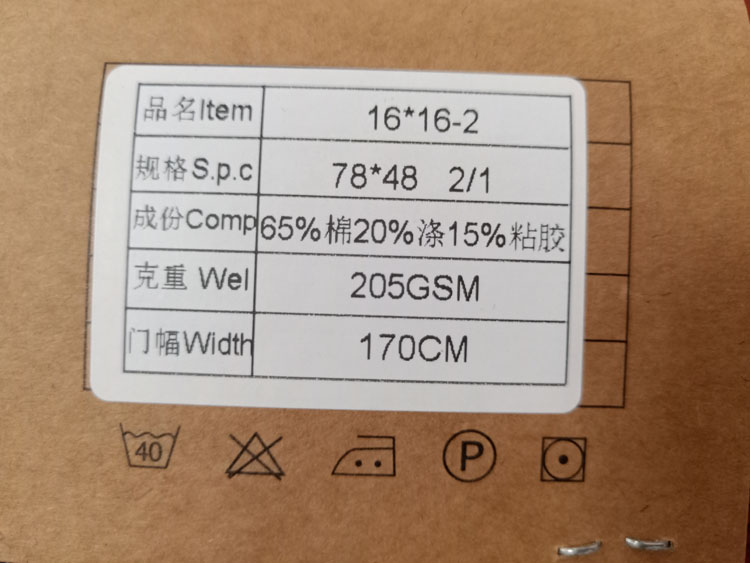 品名Item 16*16-2
规格S.p.c 78*48 2/1
成份Comp 65%棉20%涤15%粘胶
克重 Wel 205GSM
门幅Width 170CM
40 P